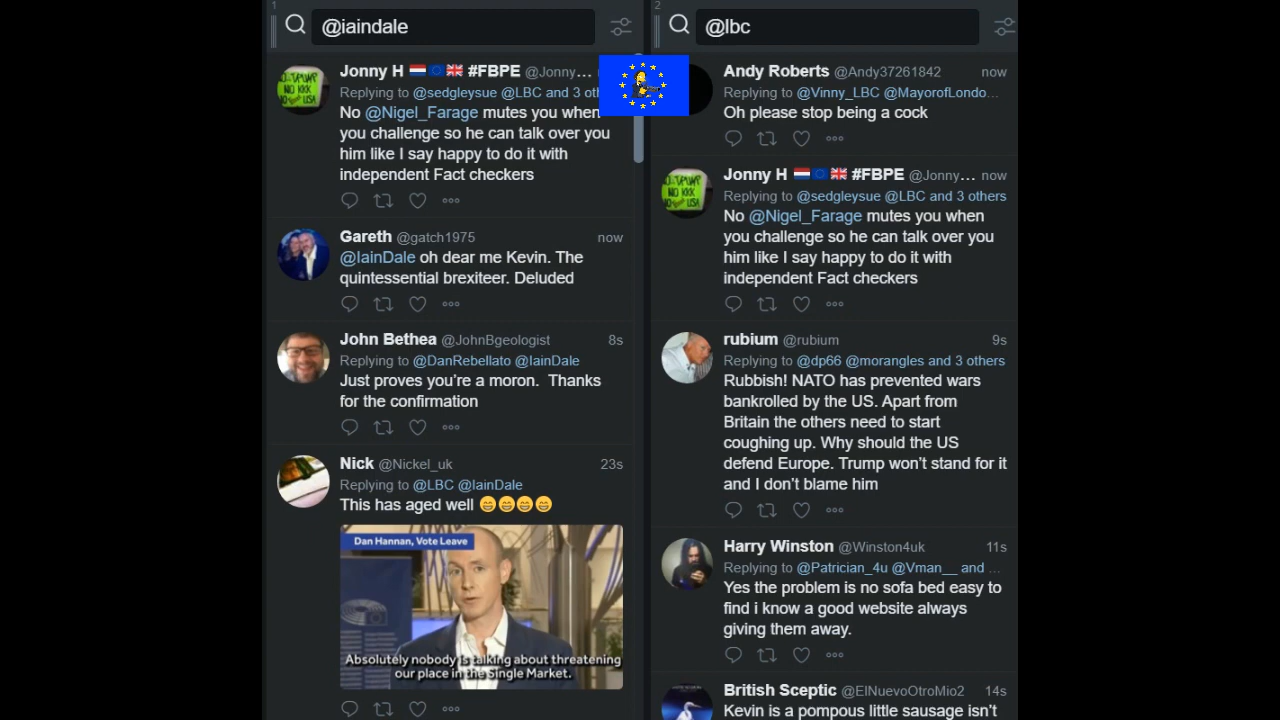 1
@iaindale
Jonny H #FBPE @Jonny…
Replying to @sedgleysue @LBC and 3 oth
No @Nigel_Farage mutes you when
you challenge so he can talk over you
him like I say happy to do it with
independent Fact checkers
Gareth @gatch1975 now
@IainDale oh dear me Kevin. The
quintessential brexiteer. Deluded
John Bethea @JohnBgeologist 8s
Replying to @DanRebellato @IainDale
Just proves you’re a moron. Thanks
for the confirmation
Nick @Nickel_uk 23s
Replying to @LBC @IainDale
This has aged well 😁😁😁😁
Dan Hannan, Vote Leave
Absolutely nobody is talking about threatening
our place in the Single Market.
2
@lbc
Andy Roberts @Andy37261842 now
Replying to @Vinny_LBC @MayorofLondo…
Oh please stop being a cock
Jonny H #FBPE @Jonny… now
Replying to @sedgleysue @LBC and 3 others
No @Nigel_Farage mutes you when
you challenge so he can talk over you
him like I say happy to do it with
independent Fact checkers
rubium @rubium 9s
Replying to @dp66 @morangles and 3 others
Rubbish! NATO has prevented wars
bankrolled by the US. Apart from
Britain the others need to start
coughing up. Why should the US
defend Europe. Trump won’t stand for it
and I don’t blame him
Harry Winston @Winston4uk 11s
Replying to @Patrician_4u @Vman__ and …
Yes the problem is no sofa bed easy to
find i know a good website always
giving them away.
British Sceptic @ElNuevoOtroMio2 14s
Kevin is a pompous little sausage isn’t